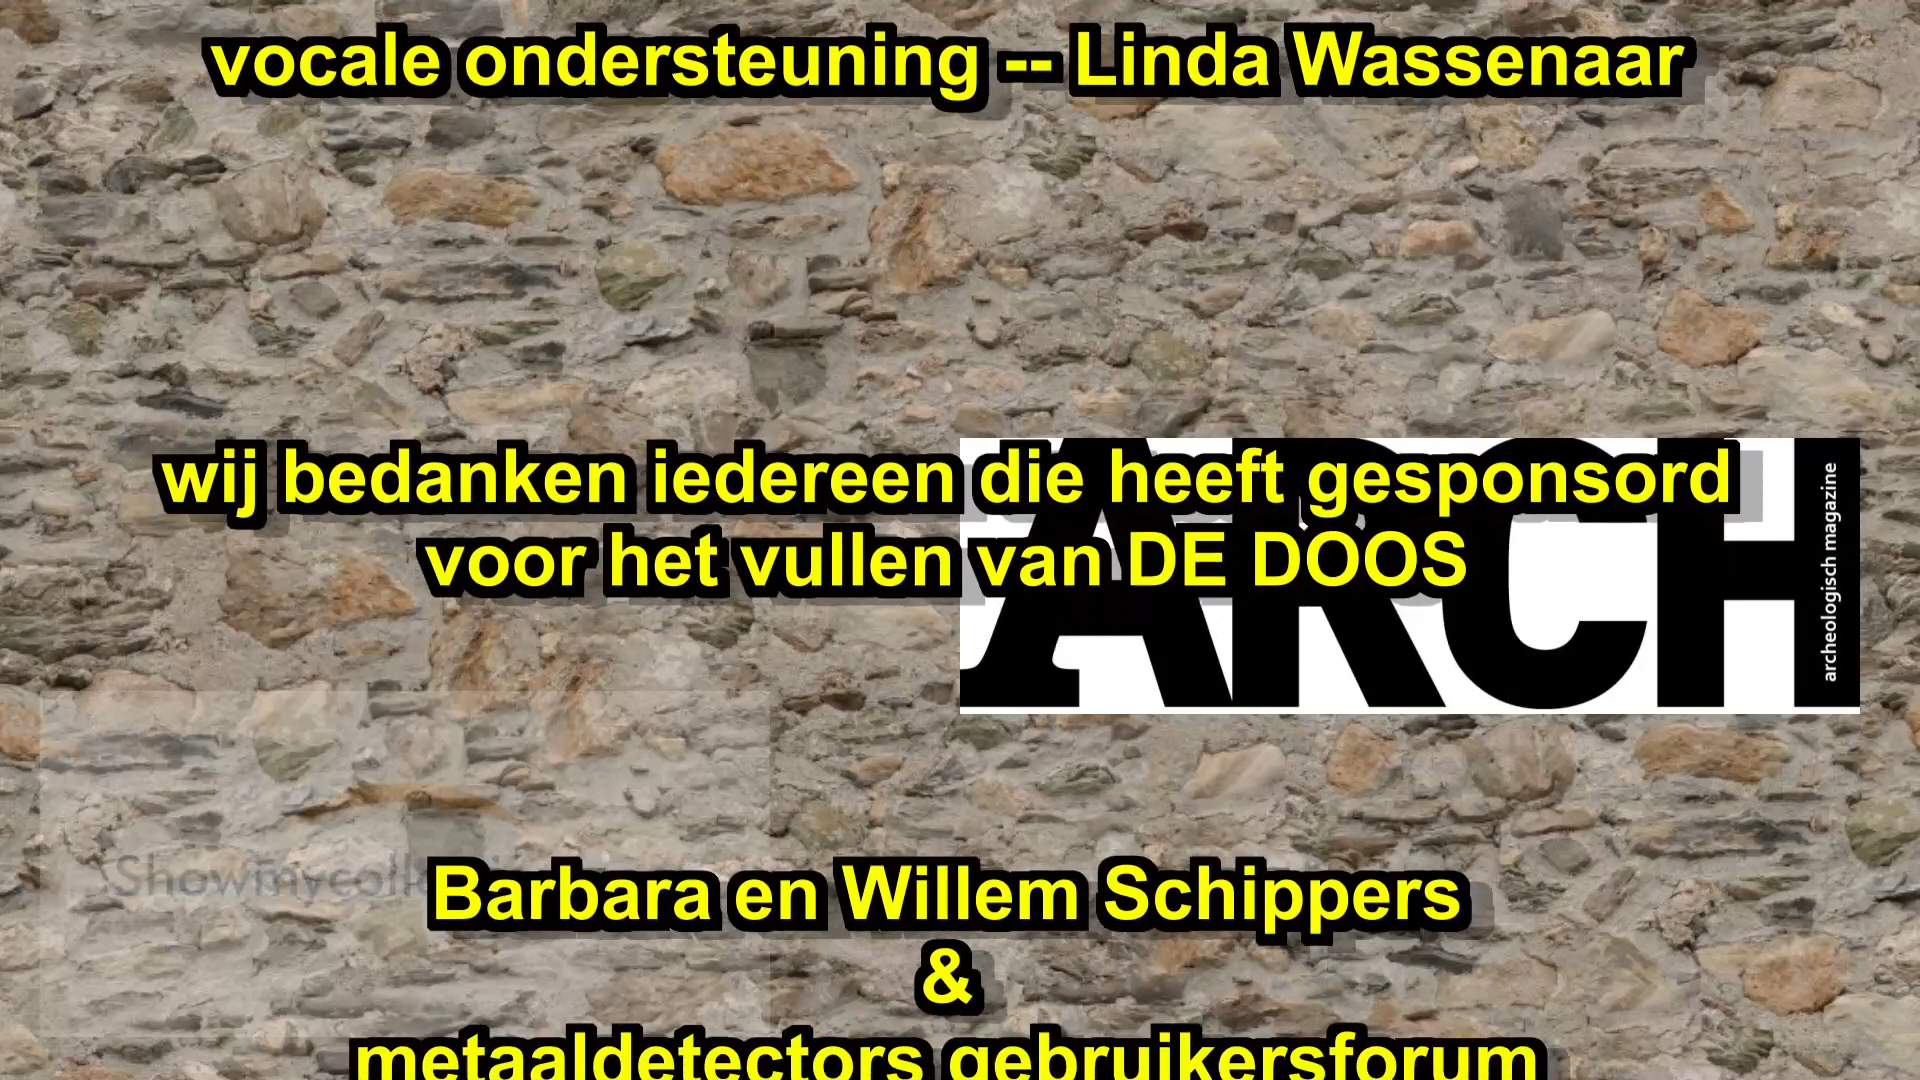 vocale ondersteuning -- Linda Wassenaar
wij bedanken iedereen die heeft gesponsord
voor het vullen van DE DOOS
ARCH
archeologisch magazine
Barbara en Willem Schippers
&
metaaldetectors gebruikersforum